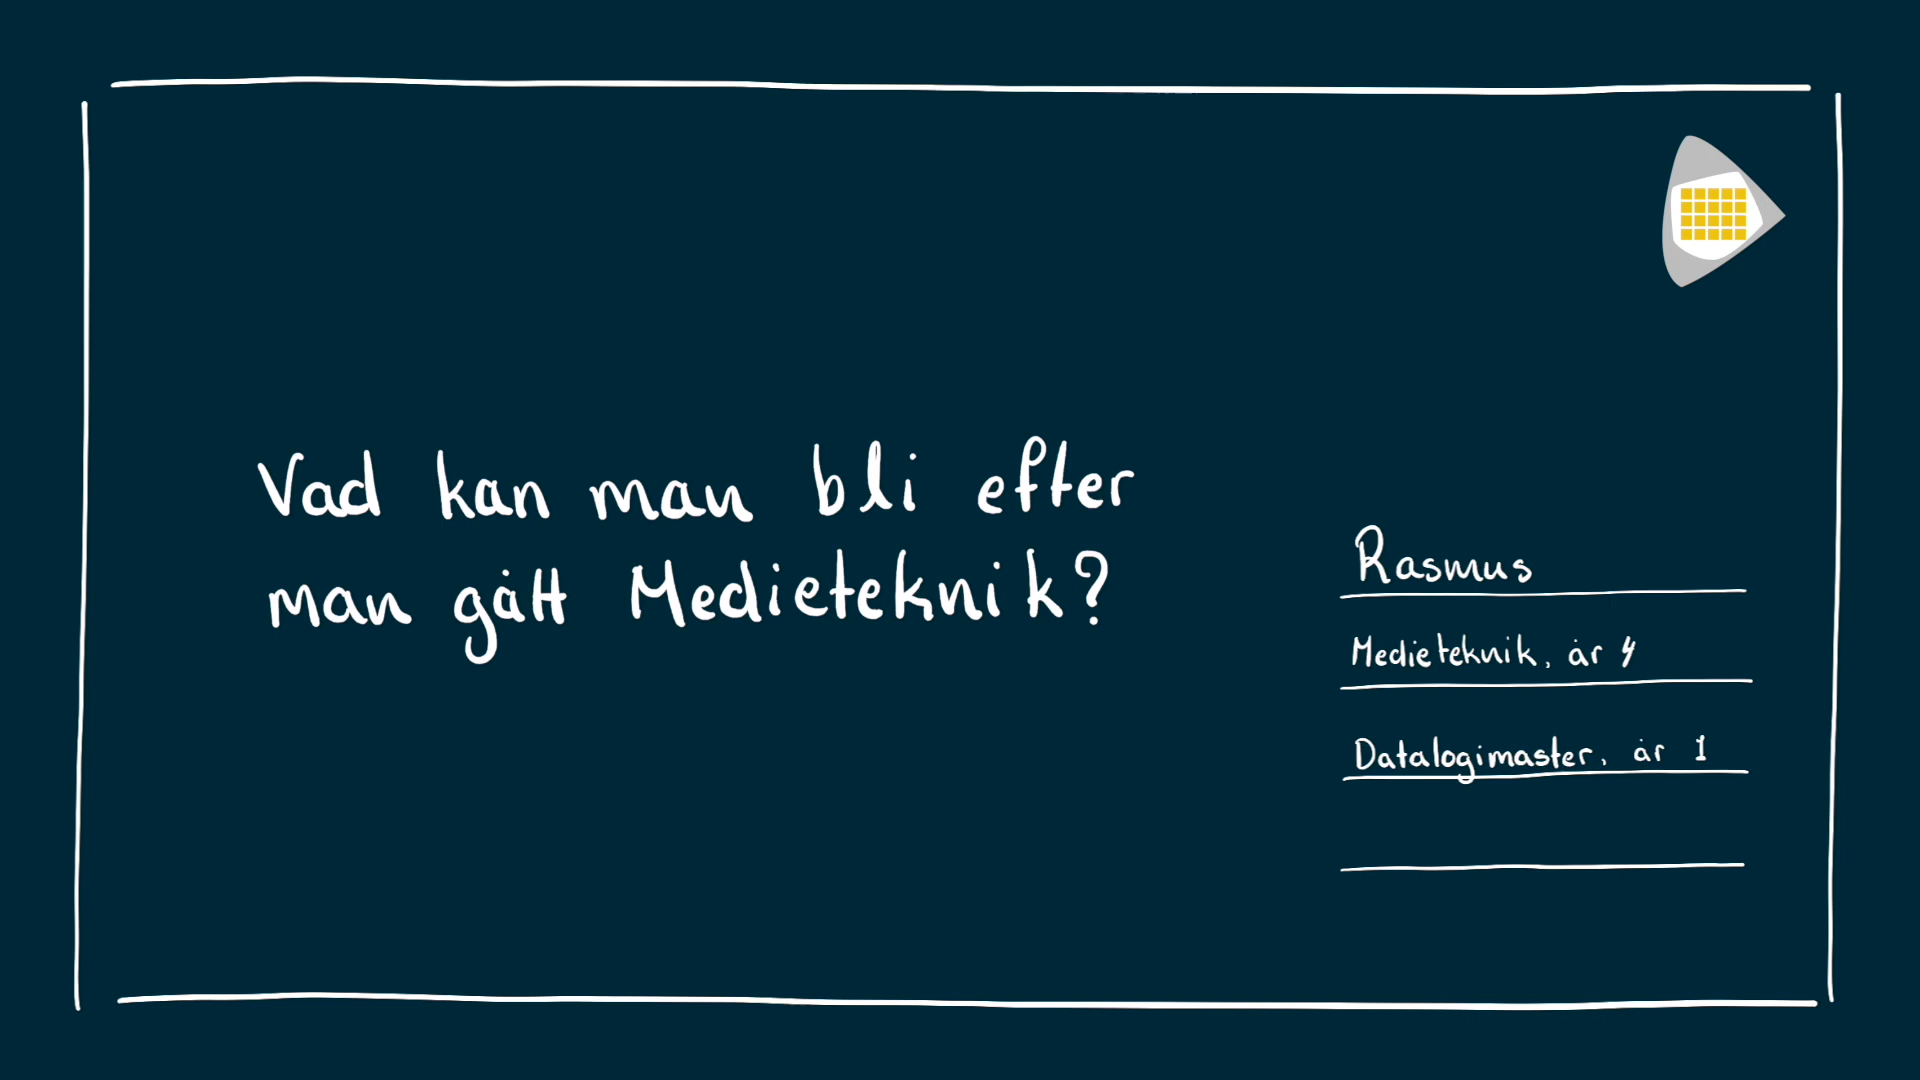 Vad kan man bli efter
man gått Medieteknik?
Rasmus
Medieteknik, år 4
Datalogimaster, år 1